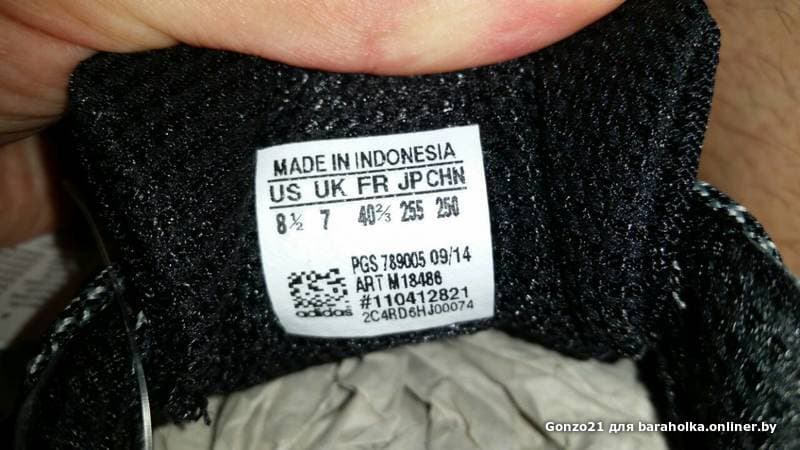 MADE IN INDONESIA
US UK FR JP CHN
8½ 7 40⅔ 255 250
PGS 789005 09/14
ART M18486
#110412821
adidas 2C4RD6HJ00074
Gonzo21 для baraholka.onliner.by